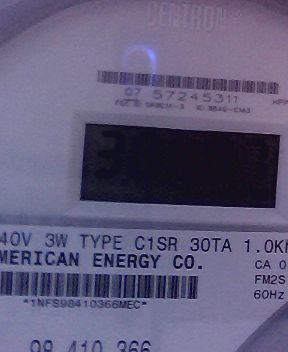 CENTRON®
07 57245311
40V 3W TYPE C1SR 30TA 1.0K
MERICAN ENERGY CO.
CA 0
FM2S
60Hz
*1NFS98410366MEC*
98 410 366